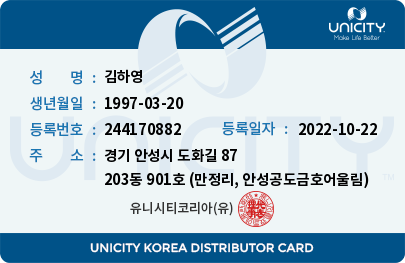 UNICITY
Make Life Better
성 명 : 김하영
생년월일 : 1997-03-20
등록번호 : 244170882 등록일자 : 2022-10-22
주 소 : 경기 안성시 도화길 87
203동 901호 (만정리, 안성공도금호어울림)
유니시티코리아(유)
UNICITY
UNICITY KOREA DISTRIBUTOR CARD